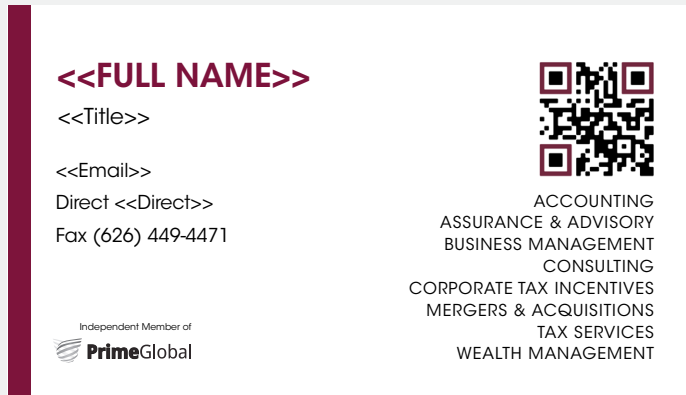 <<FULL NAME>>
<<Title>>
<<Email>>
Direct <<Direct>>
Fax (626) 449-4471
Independent Member of
PrimeGlobal
ACCOUNTING
ASSURANCE & ADVISORY
BUSINESS MANAGEMENT
CONSULTING
CORPORATE TAX INCENTIVES
MERGERS & ACQUISITIONS
TAX SERVICES
WEALTH MANAGEMENT